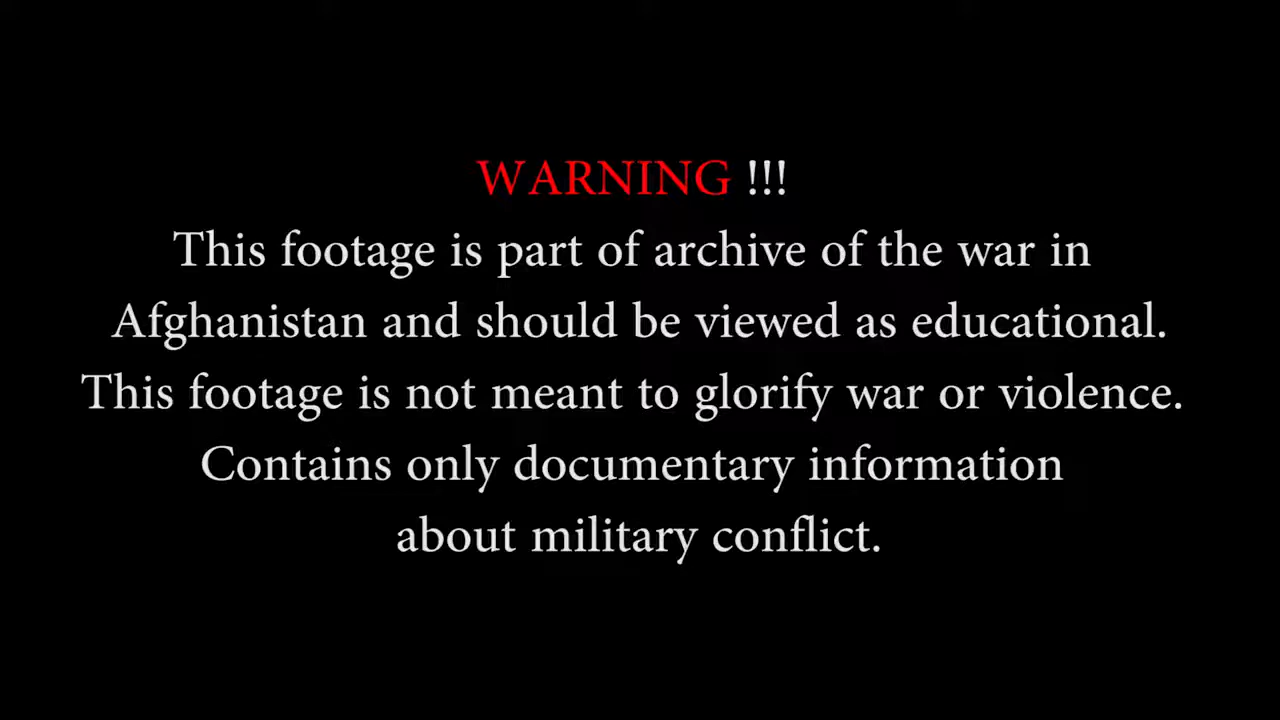 WARNING !!!
This footage is part of archive of the war in
Afghanistan and should be viewed as educational.
This footage is not meant to glorify war or violence.
Contains only documentary information
about military conflict.